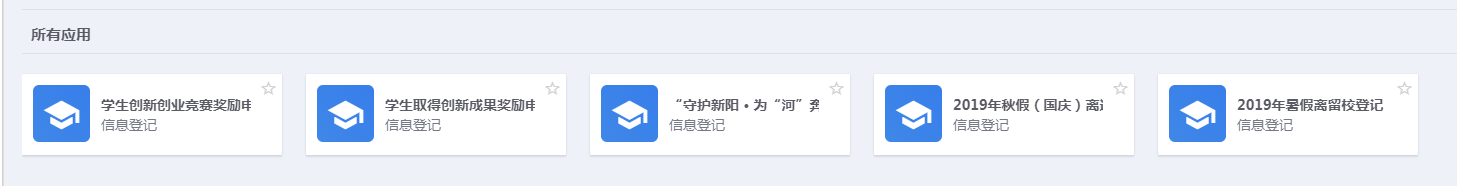 所有应用
学生创新创业竞赛奖励申
信息登记
学生取得创新成果奖励申
信息登记
“守护新阳·为“河”奔
信息登记
2019年秋假（国庆）离
信息登记
2019年暑假离留校登记
信息登记